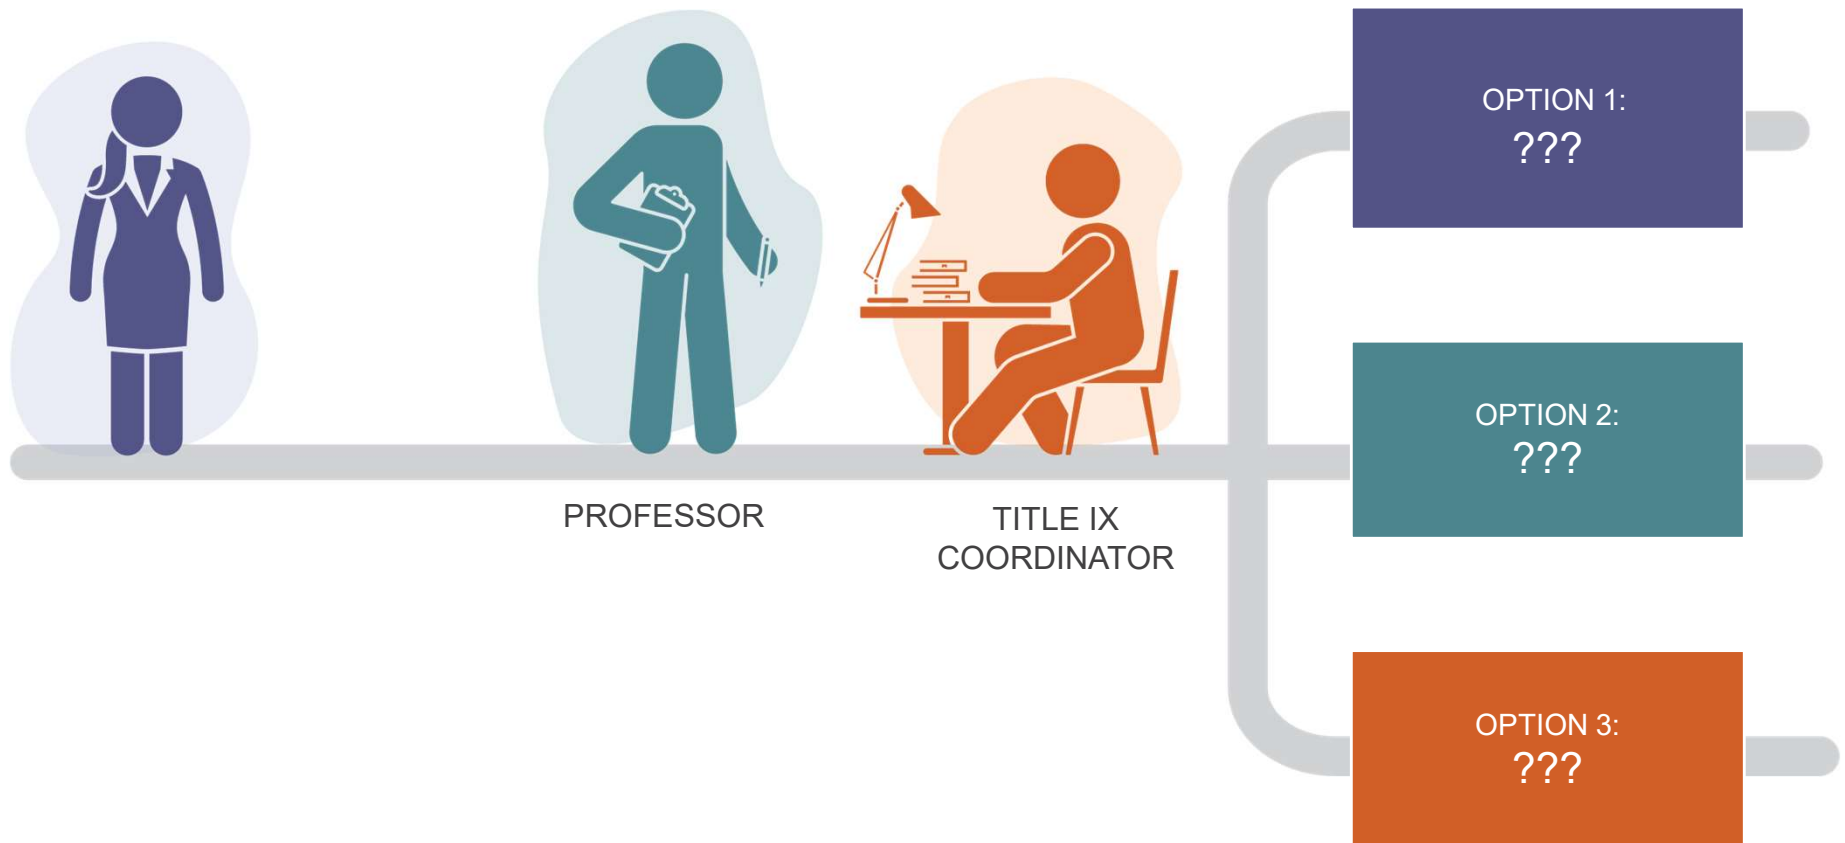 PROFESSOR
TITLE IX
COORDINATOR
OPTION 1:
???
OPTION 2:
???
OPTION 3:
???